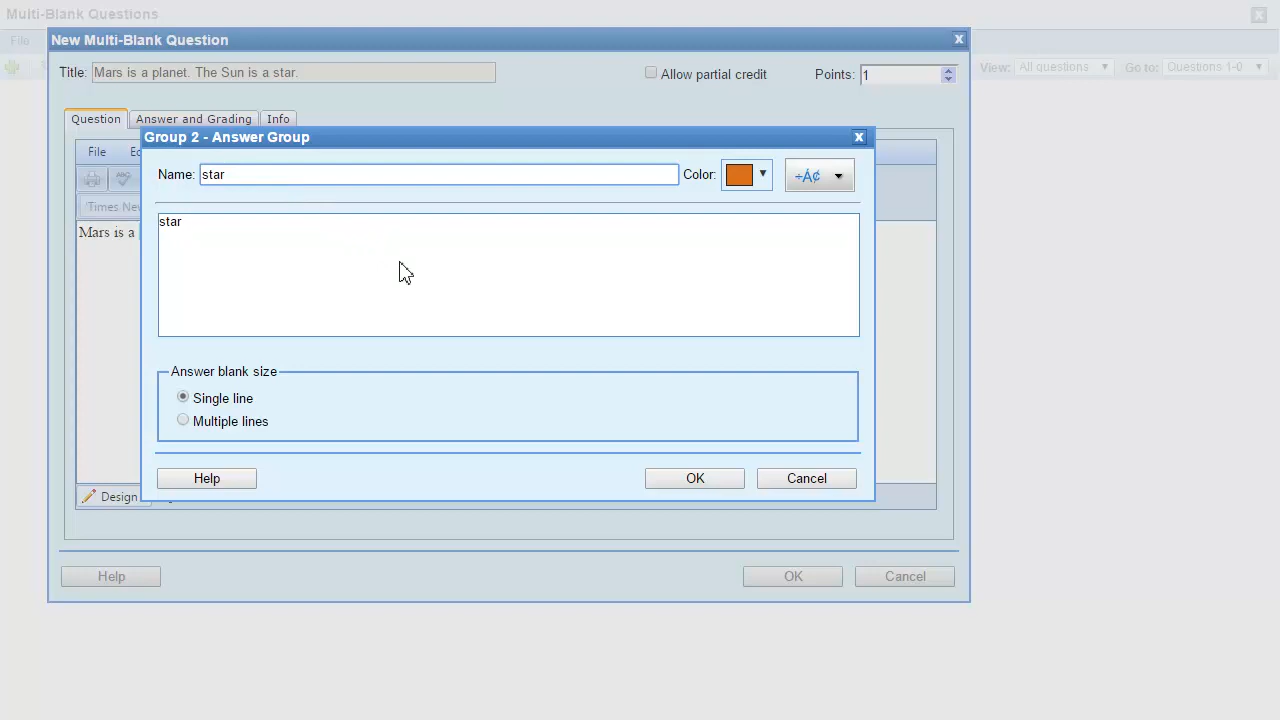 Multi-Blank Questions
File
New Multi-Blank Question
Title: Mars is a planet. The Sun is a star.
Allow partial credit
Points: 1
View: All questions
Go to: Questions 1-0
Question
Answer and Grading
Info
Group 2 - Answer Group
File
Name: star
Color:
÷Á¢
ABC
Mars is a
star
Answer blank size
Single line
Multiple lines
Help
OK
Cancel
Design
Help
OK
Cancel